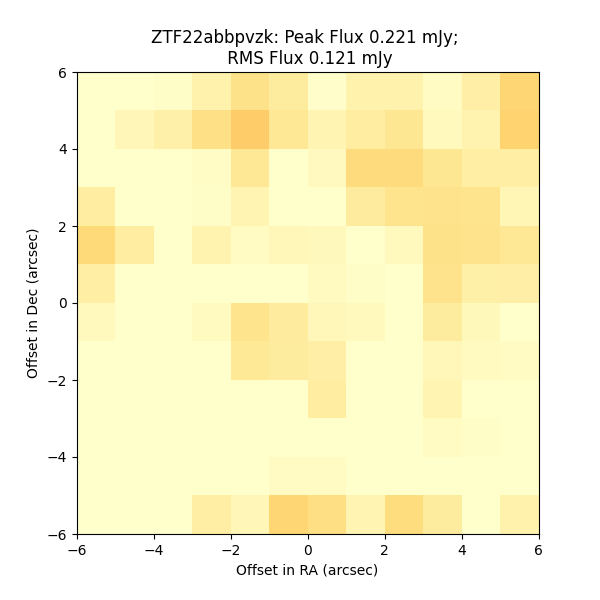 ZTF22abbpvzk: Peak Flux 0.221 mJy;
RMS Flux 0.121 mJy
6
4
2
0
−2
−4
−6
Offset in Dec (arcsec)
−6 −4 −2 0 2 4 6
Offset in RA (arcsec)